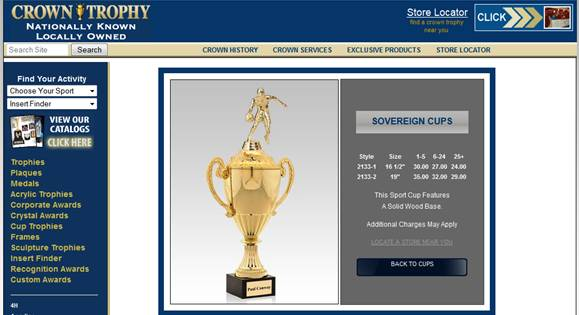 CROWN TROPHY
NATIONALLY KNOWN
LOCALLY OWNED
Store Locator
find a crown trophy
near you
CLICK
Search Site
Search
CROWN HISTORY
CROWN SERVICES
EXCLUSIVE PRODUCTS
STORE LOCATOR
Find Your Activity
Choose Your Sport
Insert Finder
VIEW OUR
CATALOGS
CLICK HERE
Trophies
Plaques
Medals
Acrylic Trophies
Corporate Awards
Crystal Awards
Cup Trophies
Frames
Sculpture Trophies
Insert Finder
Recognition Awards
Custom Awards
4H
Paul Conway
SOVEREIGN CUPS
Style Size 1-5 6-24 25+
2133-1 16 1/2" 30.00 27.00 24.00
2133-2 19" 35.00 32.00 29.00
This Sport Cup Features
A Solid Wood Base.
Additional Charges May Apply
LOCATE A STORE NEAR YOU
BACK TO CUPS